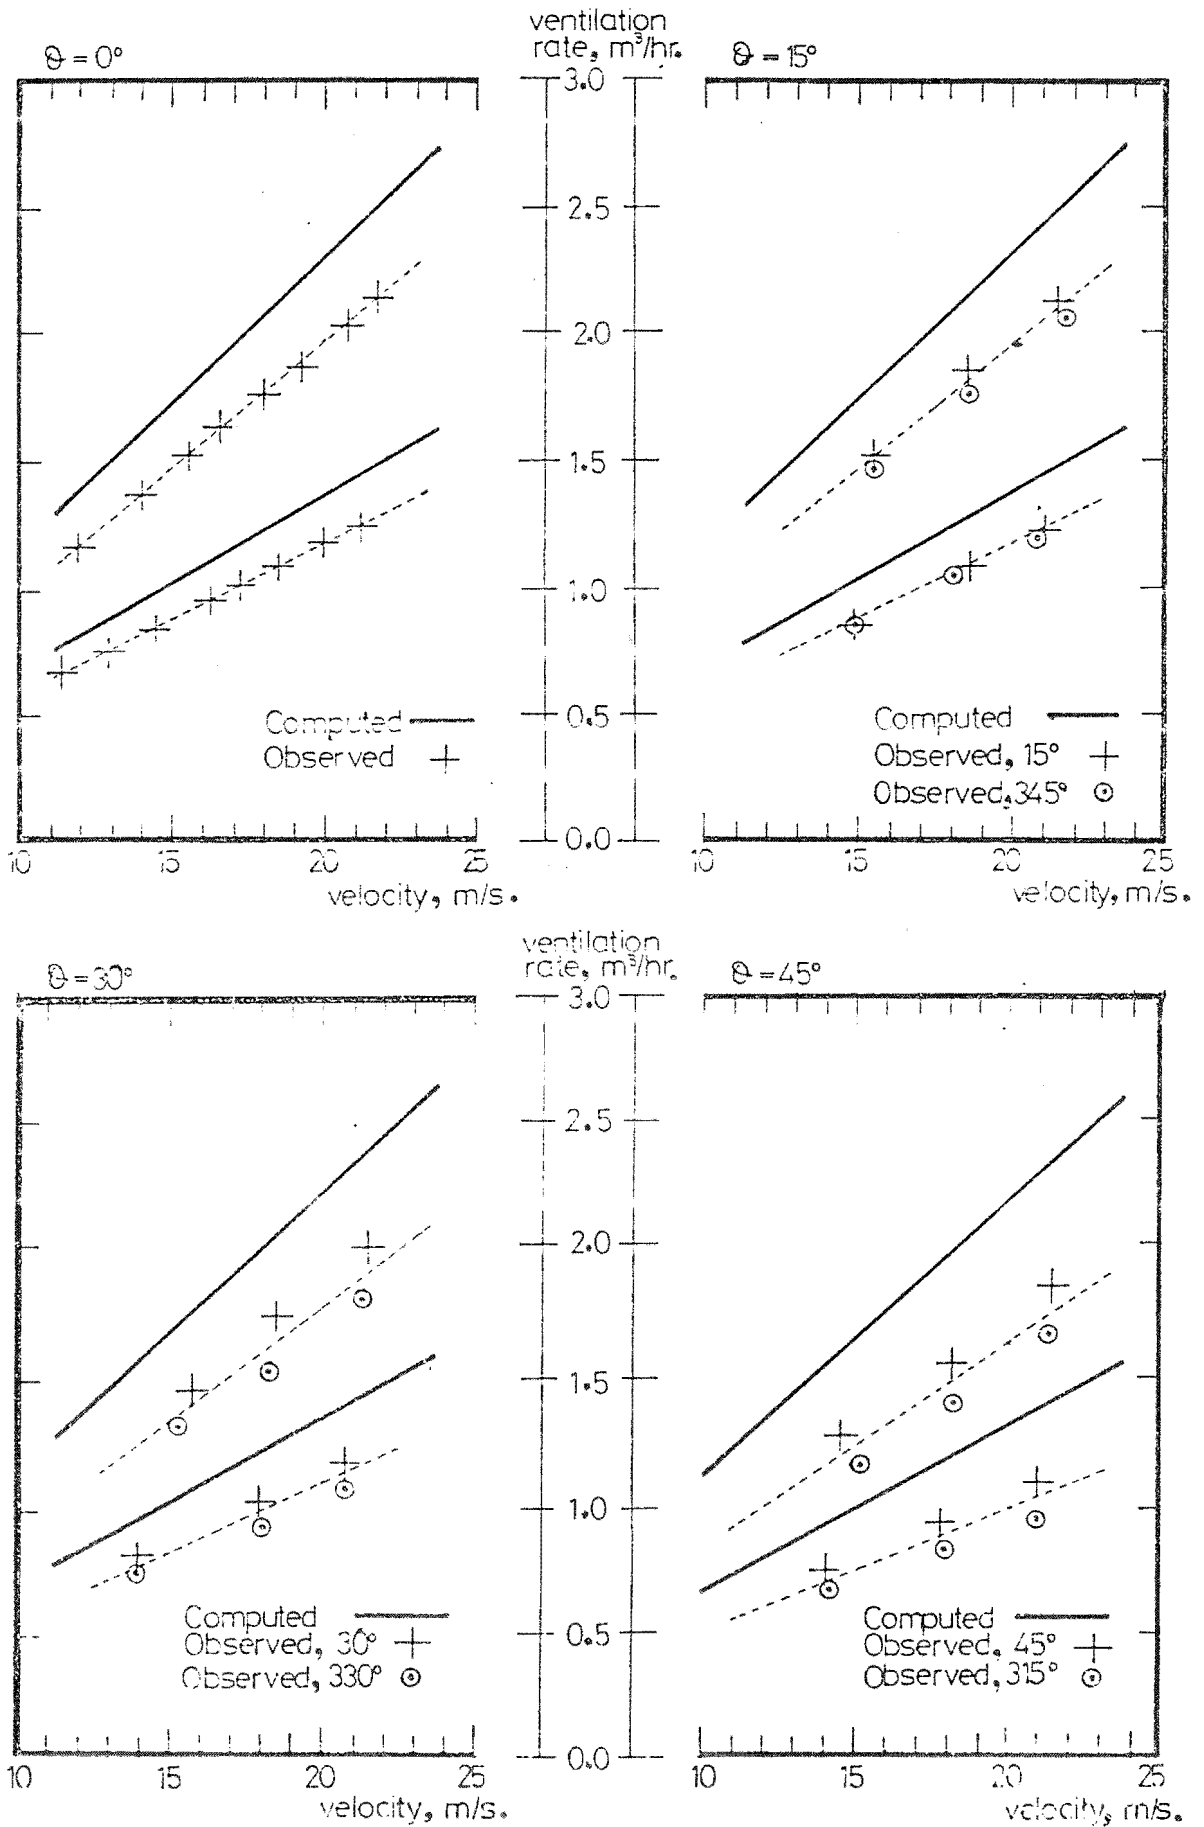 ventilation
rate, m³/hr.
θ = 0°
θ = 15°
3.0
2.5
2.0
1.5
1.0
0.5
0.0
Computed
Observed
Computed
Observed, 15°
Observed, 345°
10 15 20 25
velocity, m/s.
10 15 20 25
velocity, m/s.
ventilation
rate, m³/hr.
θ = 30°
θ = 45°
3.0
2.5
2.0
1.5
1.0
0.5
0.0
Computed
Observed, 30°
Observed, 330°
Computed
Observed, 45°
Observed, 315°
10 15 20 25
velocity, m/s.
10 15 20 25
velocity, m/s.